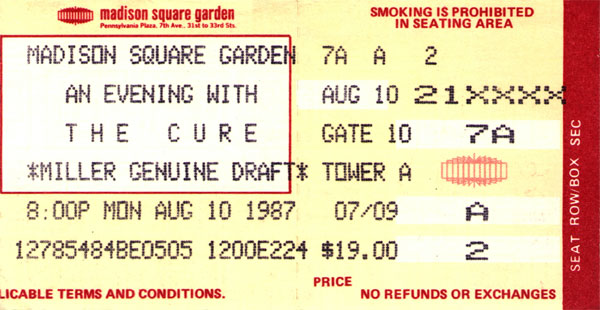 madison square garden
Pennsylvania Plaza, 7th Ave., 31st to 33rd Sts.
SMOKING IS PROHIBITED
IN SEATING AREA
MADISON SQUARE GARDEN 7A A 2
AN EVENING WITH AUG 10 21XXXX
THE CURE GATE 10 7A
*MILLER GENUINE DRAFT* TOWER A
8:00P MON AUG 10 1987 07/09 A
12785484BE0505 1200E224 $19.00 2
PRICE
LICABLE TERMS AND CONDITIONS. NO REFUNDS OR EXCHANGES
SEAT ROW/BOX SEC